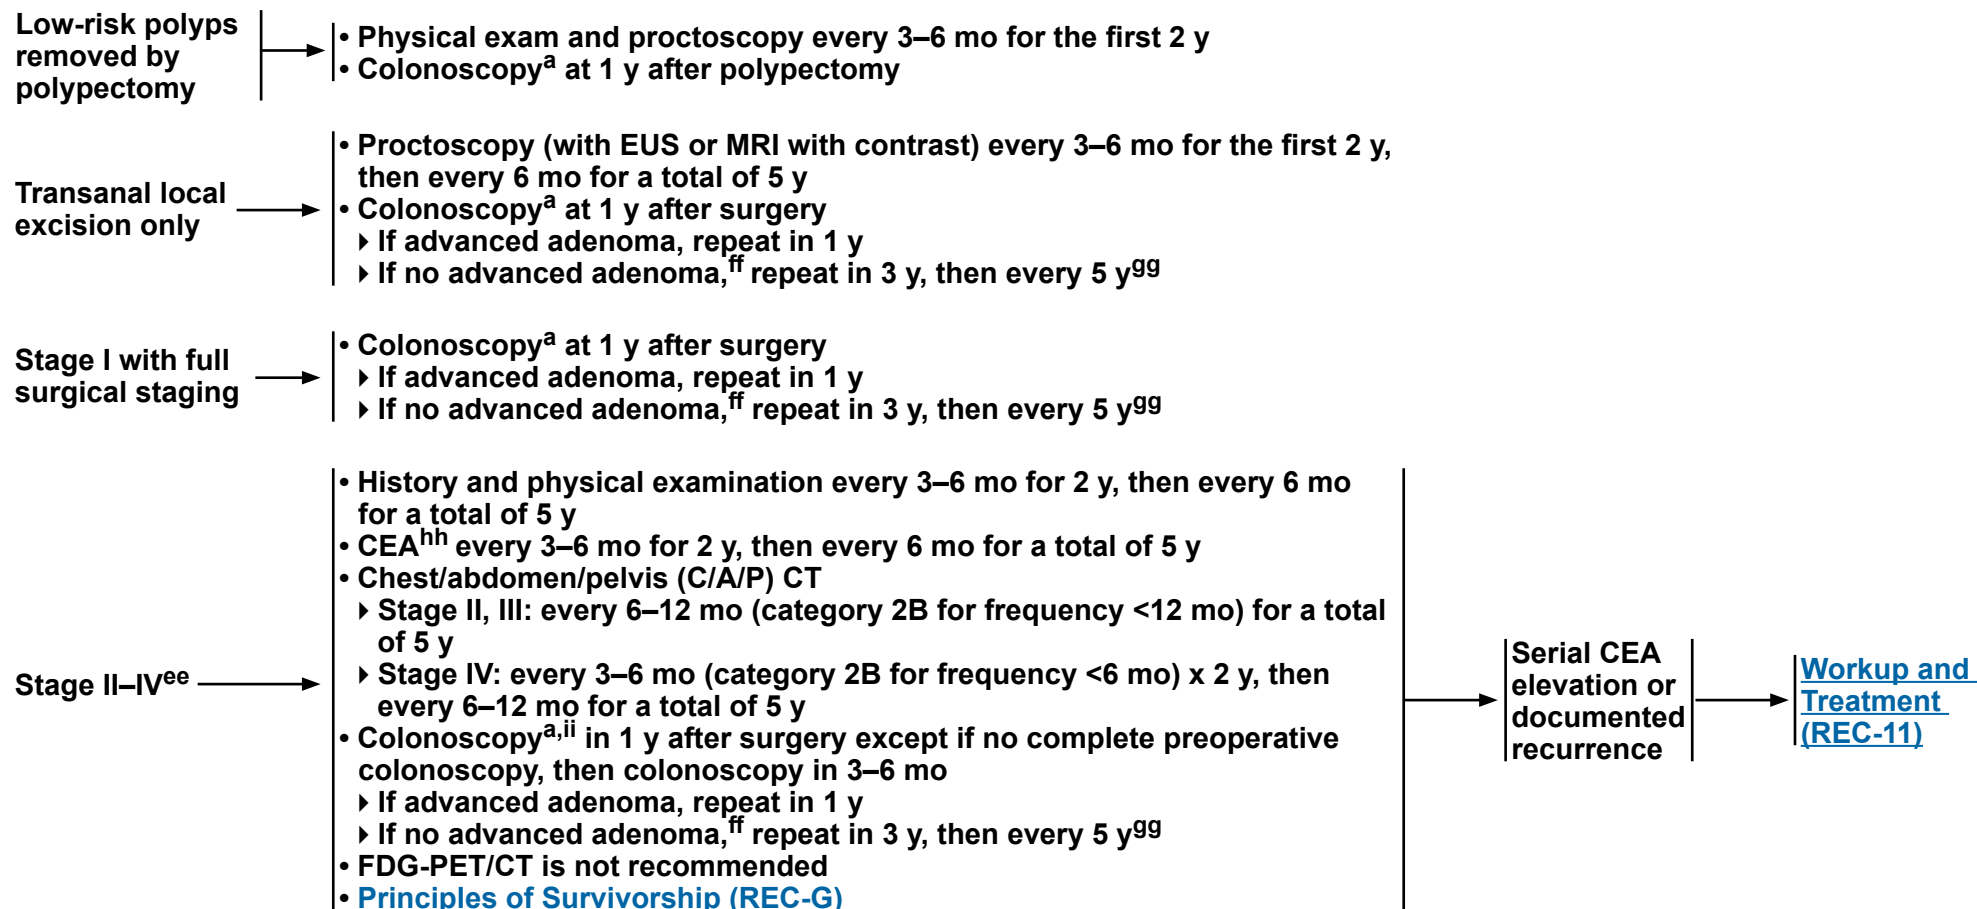 Low-risk polyps
removed by
polypectomy
• Physical exam and proctoscopy every 3–6 mo for the first 2 y
• Colonoscopyᵃ at 1 y after polypectomy
Transanal local
excision only
• Proctoscopy (with EUS or MRI with contrast) every 3–6 mo for the first 2 y,
then every 6 mo for a total of 5 y
• Colonoscopyᵃ at 1 y after surgery
▸ If advanced adenoma, repeat in 1 y
▸ If no advanced adenoma,ff repeat in 3 y, then every 5 ygg
Stage I with full
surgical staging
• Colonoscopyᵃ at 1 y after surgery
▸ If advanced adenoma, repeat in 1 y
▸ If no advanced adenoma,ff repeat in 3 y, then every 5 ygg
Stage II–IVee
• History and physical examination every 3–6 mo for 2 y, then every 6 mo
for a total of 5 y
• CEAhh every 3–6 mo for 2 y, then every 6 mo for a total of 5 y
• Chest/abdomen/pelvis (C/A/P) CT
▸ Stage II, III: every 6–12 mo (category 2B for frequency <12 mo) for a total
of 5 y
▸ Stage IV: every 3–6 mo (category 2B for frequency <6 mo) x 2 y, then
every 6–12 mo for a total of 5 y
• Colonoscopya,ii in 1 y after surgery except if no complete preoperative
colonoscopy, then colonoscopy in 3–6 mo
▸ If advanced adenoma, repeat in 1 y
▸ If no advanced adenoma,ff repeat in 3 y, then every 5 ygg
• FDG-PET/CT is not recommended
• Principles of Survivorship (REC-G)
Serial CEA
elevation or
documented
recurrence
Workup and
Treatment
(REC-11)